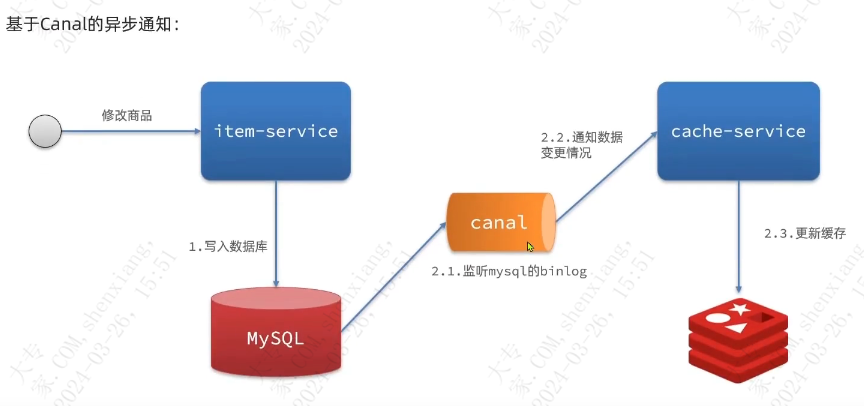 基于Canal的异步通知：
修改商品
item-service
cache-service
2.2.通知数据
变更情况
canal
1.写入数据库
2.1.监听mysql的binlog
2.3.更新缓存
MySQL
大专
家.COM,shenxiang,
2024-03-26, 15:51